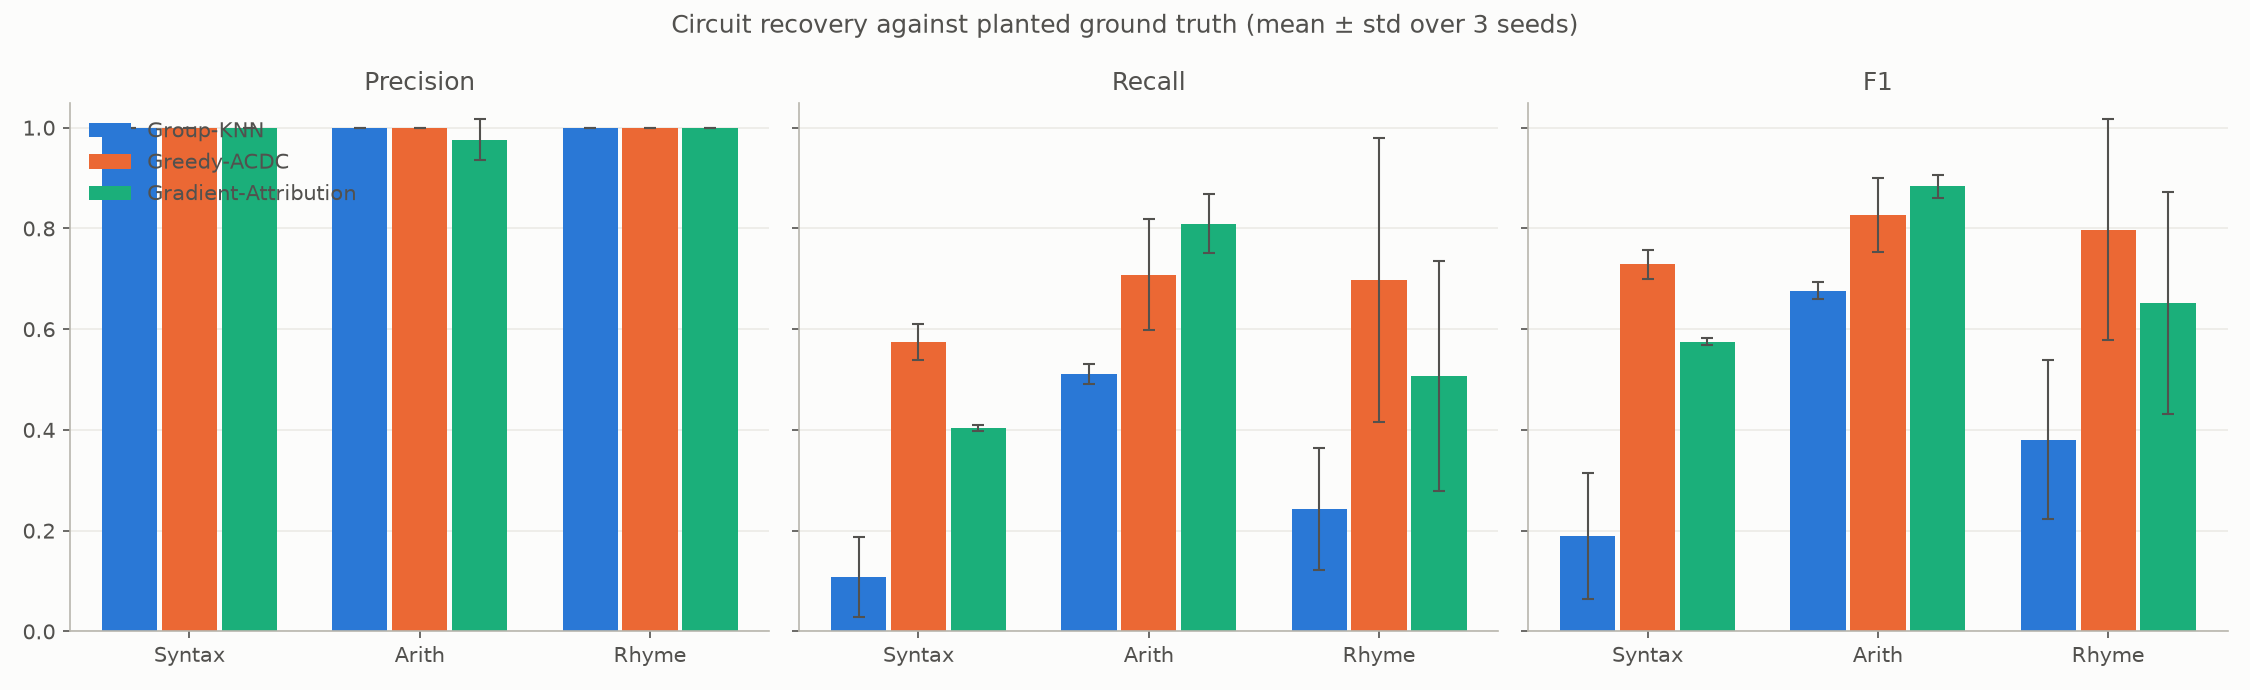 Circuit recovery against planted ground truth (mean ± std over 3 seeds)
Precision
Recall
F1
Group-KNN
Greedy-ACDC
Gradient-Attribution
1.0
0.8
0.6
0.4
0.2
0.0
Syntax Arith Rhyme
Syntax Arith Rhyme
Syntax Arith Rhyme